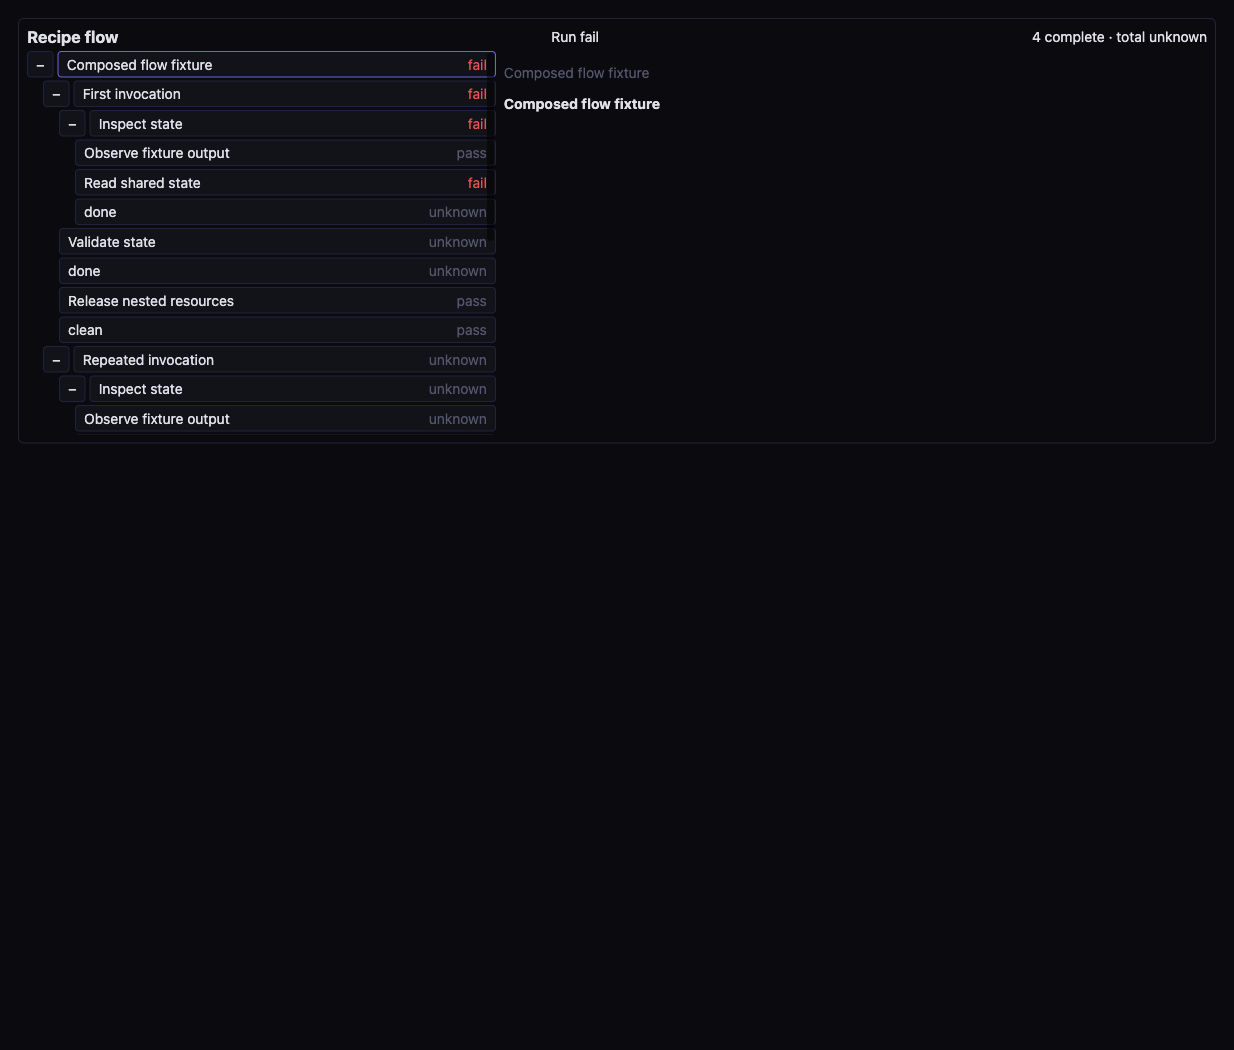 Recipe flow Run fail 4 complete · total unknown
– Composed flow fixture fail
– First invocation fail
– Inspect state fail
Observe fixture output pass
Read shared state fail
done unknown
Validate state unknown
done unknown
Release nested resources pass
clean pass
– Repeated invocation unknown
– Inspect state unknown
Observe fixture output unknown
Composed flow fixture
Composed flow fixture